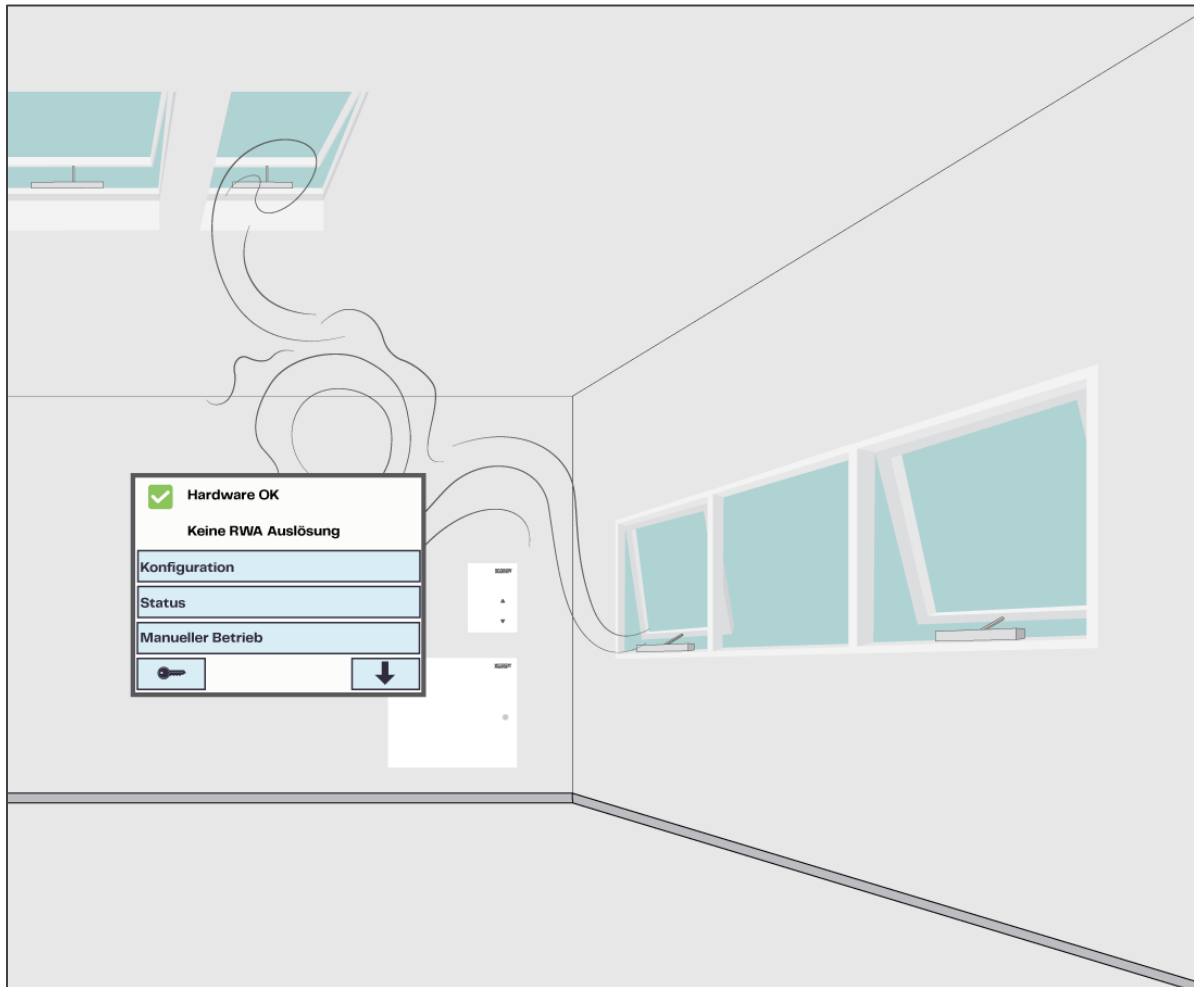 Hardware OK
Keine RWA Auslösung
Konfiguration
Status
Manueller Betrieb